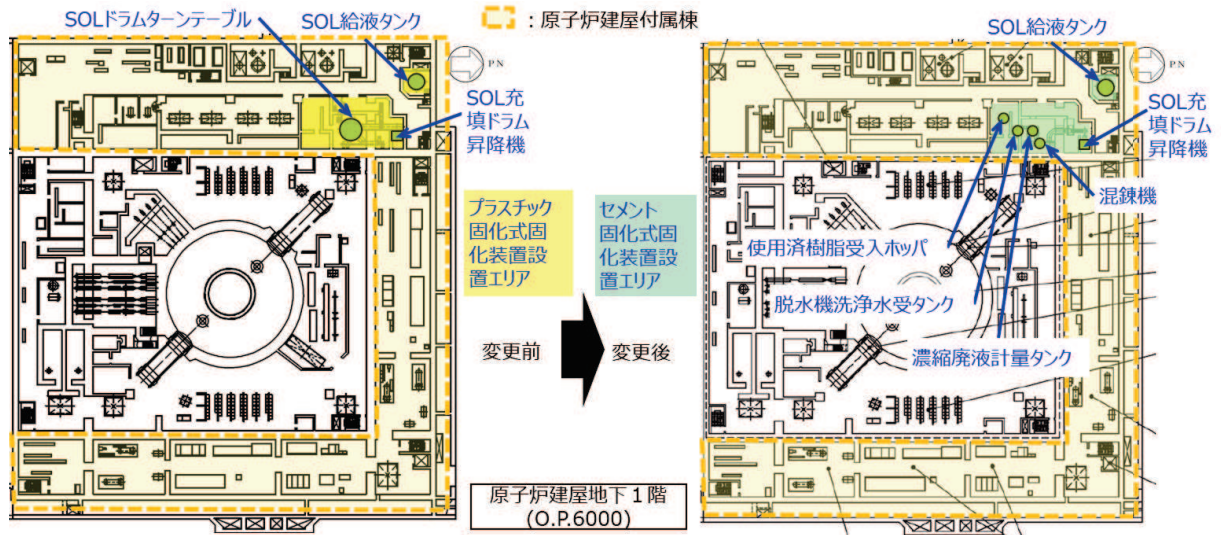 SOLドラムターンテーブル
SOL給液タンク
：原子炉建屋付属棟
PN
SOL充
填ドラム
昇降機
プラスチック
固化式固
化装置設
置エリア
セメント
固化式固
化装置設
置エリア
変更前
変更後
原子炉建屋地下１階
(O.P.6000)
SOL給液タンク
PN
SOL充
填ドラム
昇降機
混錬機
使用済樹脂受入ホッパ
脱水機洗浄水受タンク
濃縮廃液計量タンク